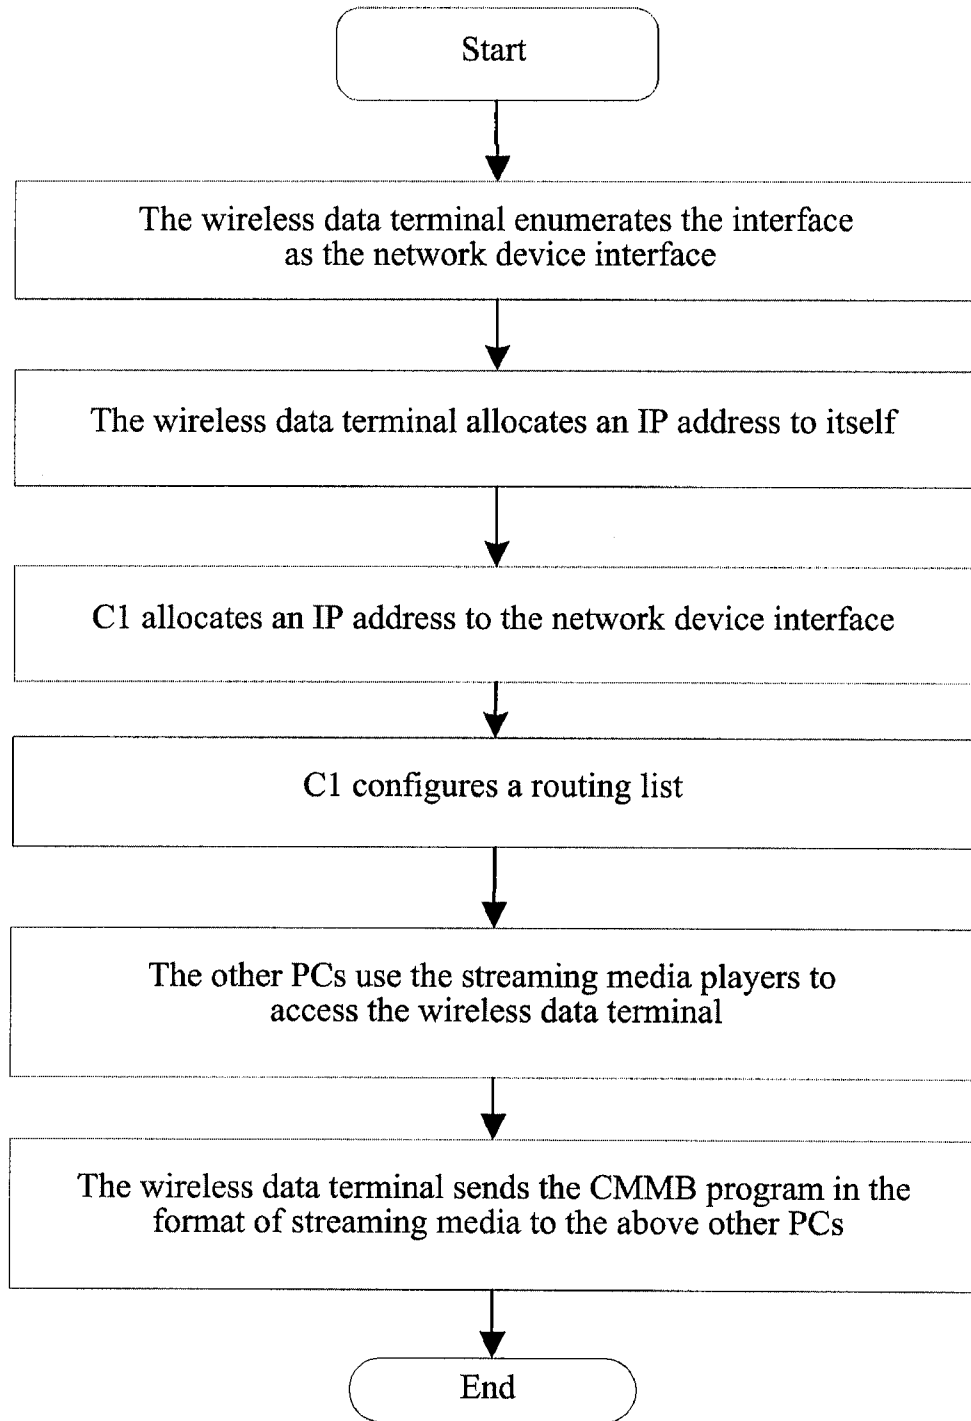 Start
The wireless data terminal enumerates the interface
as the network device interface
The wireless data terminal allocates an IP address to itself
C1 allocates an IP address to the network device interface
C1 configures a routing list
The other PCs use the streaming media players to
access the wireless data terminal
The wireless data terminal sends the CMMB program in the
format of streaming media to the above other PCs
End